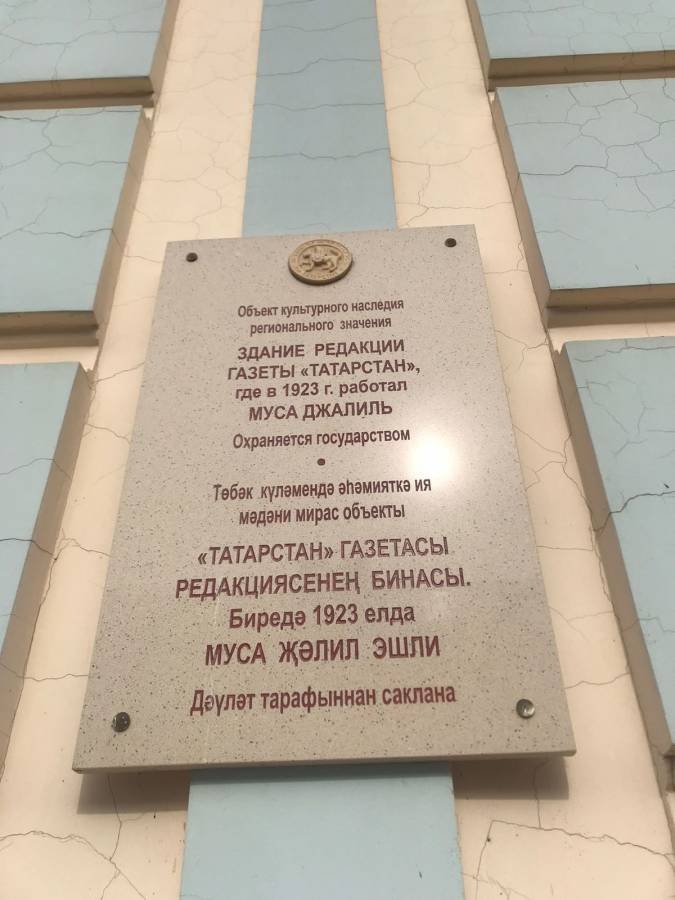 Объект культурного наследия
регионального значения
ЗДАНИЕ РЕДАКЦИИ
ГАЗЕТЫ «ТАТАРСТАН»,
где в 1923 г. работал
МУСА ДЖАЛИЛЬ
Охраняется государством
•
Төбәк күләмендә әһәмияткә ия
мәдәни мирас объекты
«ТАТАРСТАН» ГАЗЕТАСЫ
РЕДАКЦИЯСЕНЕҢ БИНАСЫ.
Биредә 1923 елда
МУСА ҖӘЛИЛ ЭШЛИ
Дәүләт тарафыннан саклана